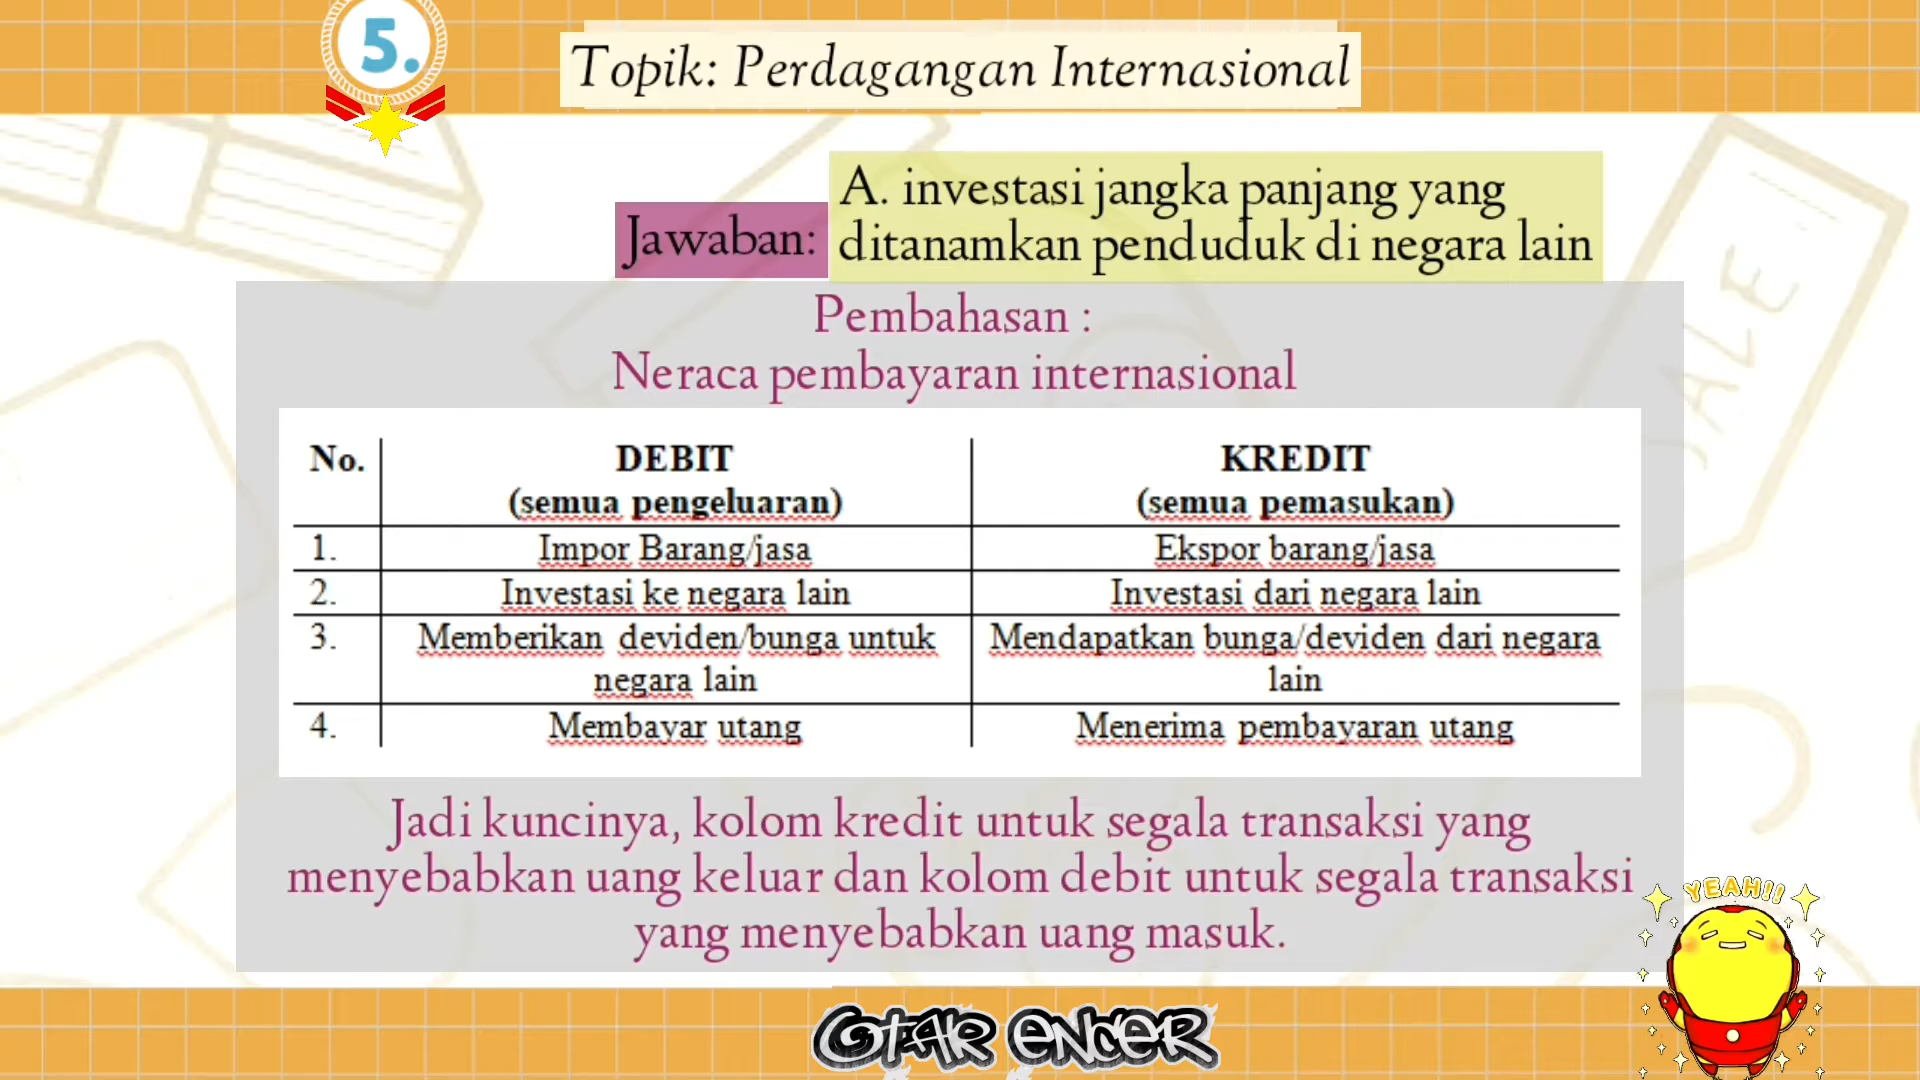 5.
Topik: Perdagangan Internasional
Jawaban:
A. investasi jangka panjang yang
ditanamkan penduduk di negara lain
Pembahasan :
Neraca pembayaran internasional
No. DEBIT KREDIT
(semua pengeluaran) (semua pemasukan)
1. Impor Barang/jasa Ekspor barang/jasa
2. Investasi ke negara lain Investasi dari negara lain
3. Memberikan deviden/bunga untuk Mendapatkan bunga/deviden dari negara
negara lain lain
4. Membayar utang Menerima pembayaran utang
Jadi kuncinya, kolom kredit untuk segala transaksi yang
menyebabkan uang keluar dan kolom debit untuk segala transaksi
yang menyebabkan uang masuk.
YEAH!!
OTAR ENCER
SALE